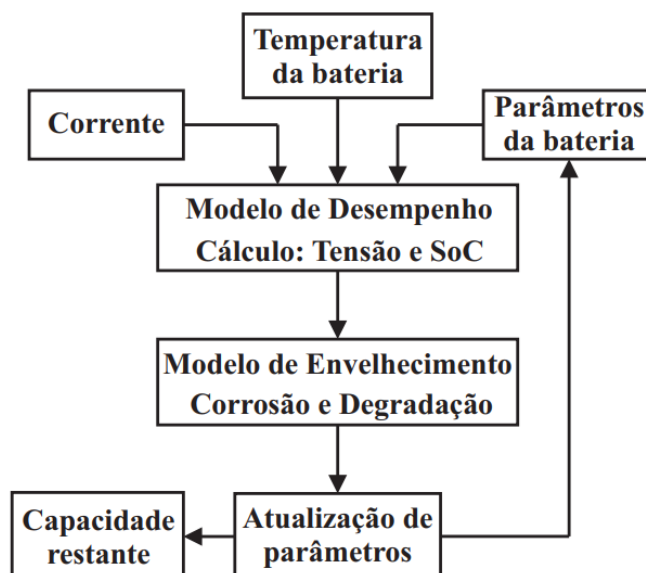 Temperatura
da bateria
Corrente
Parâmetros
da bateria
Modelo de Desempenho
Cálculo: Tensão e SoC
Modelo de Envelhecimento
Corrosão e Degradação
Capacidade
restante
Atualização de
parâmetros